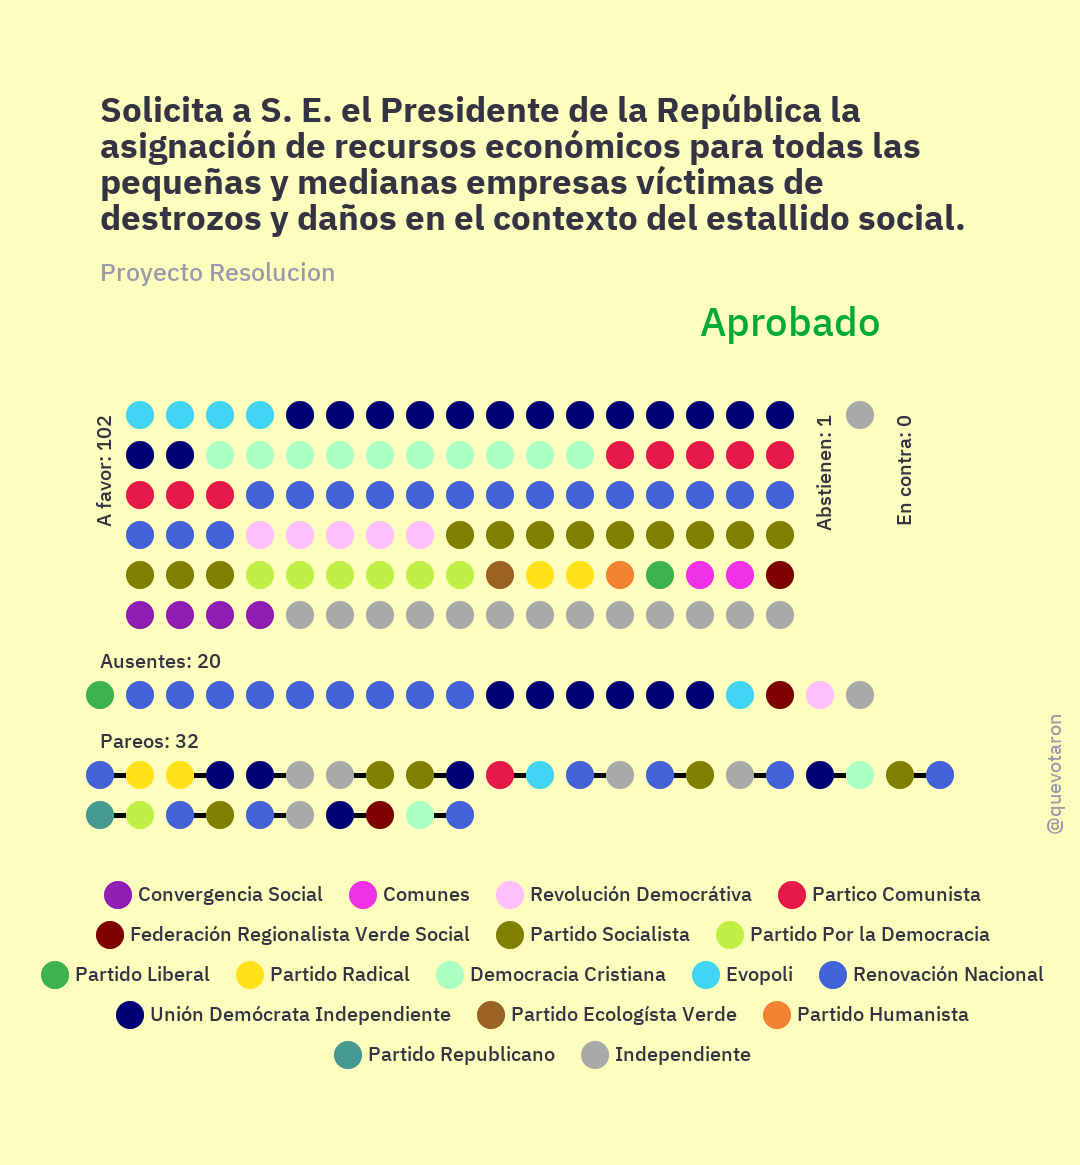 Solicita a S. E. el Presidente de la República la
asignación de recursos económicos para todas las
pequeñas y medianas empresas víctimas de
destrozos y daños en el contexto del estallido social.
Proyecto Resolucion
Aprobado
A favor: 102
Abstienen: 1
En contra: 0
Ausentes: 20
Pareos: 32
@quevotaron
Convergencia Social Comunes Revolución Democrátiva Partico Comunista
Federación Regionalista Verde Social Partido Socialista Partido Por la Democracia
Partido Liberal Partido Radical Democracia Cristiana Evopoli Renovación Nacional
Unión Demócrata Independiente Partido Ecologísta Verde Partido Humanista
Partido Republicano Independiente